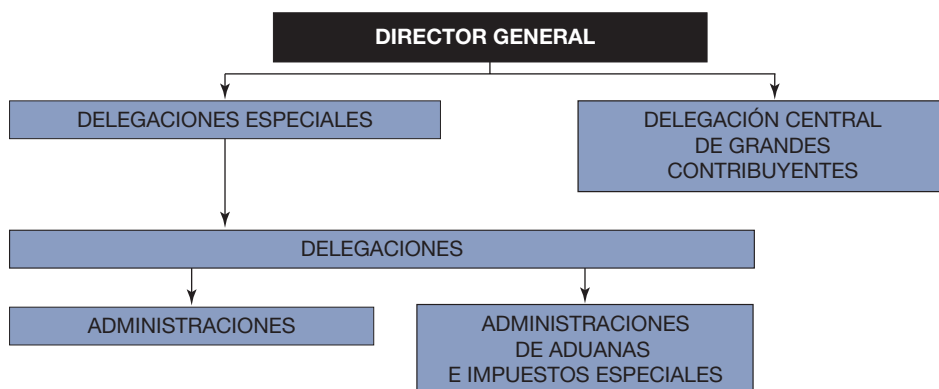 DIRECTOR GENERAL
DELEGACIONES ESPECIALES
DELEGACIÓN CENTRAL
DE GRANDES
CONTRIBUYENTES
DELEGACIONES
ADMINISTRACIONES
ADMINISTRACIONES
DE ADUANAS
E IMPUESTOS ESPECIALES